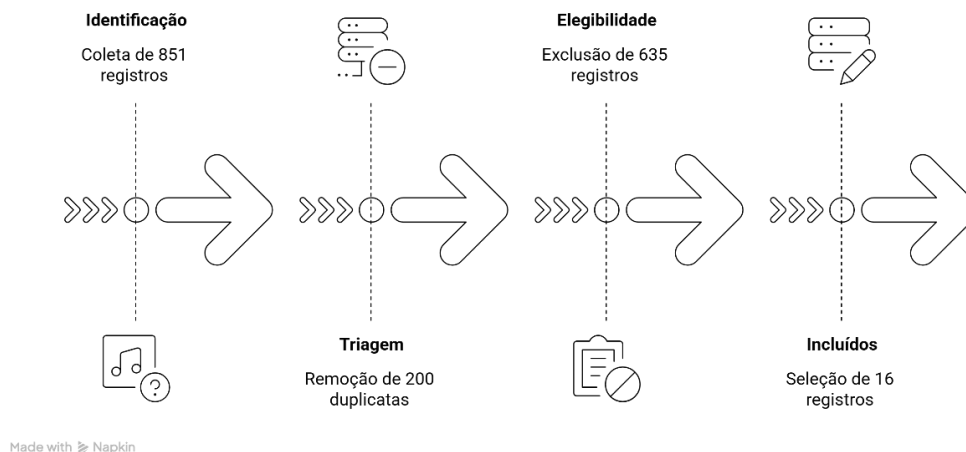 Identificação
Coleta de 851
registros
Triagem
Remoção de 200
duplicatas
Elegibilidade
Exclusão de 635
registros
Incluídos
Seleção de 16
registros
Made with Napkin